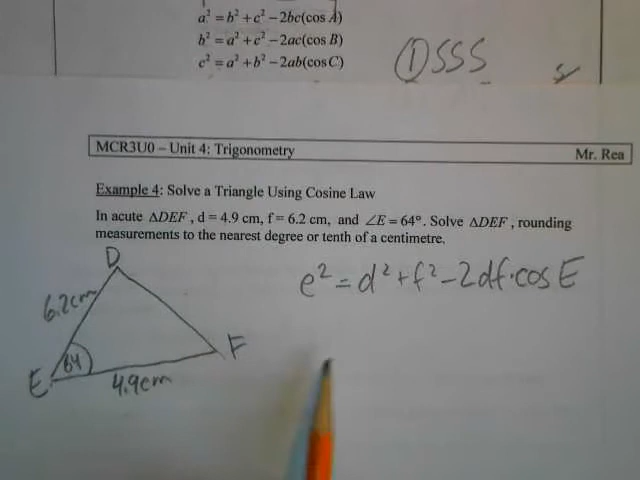 a² = b² + c² − 2bc(cos A)
b² = a² + c² − 2ac(cos B)
c² = a² + b² − 2ab(cos C)
① SSS
MCR3U0 – Unit 4: Trigonometry
Mr. Rea
Example 4: Solve a Triangle Using Cosine Law
In acute ΔDEF , d = 4.9 cm, f = 6.2 cm, and ∠E = 64°. Solve ΔDEF , rounding
measurements to the nearest degree or tenth of a centimetre.
D
e² = d² + f² − 2df·cos E
6.2cm
F
64
E
4.9cm